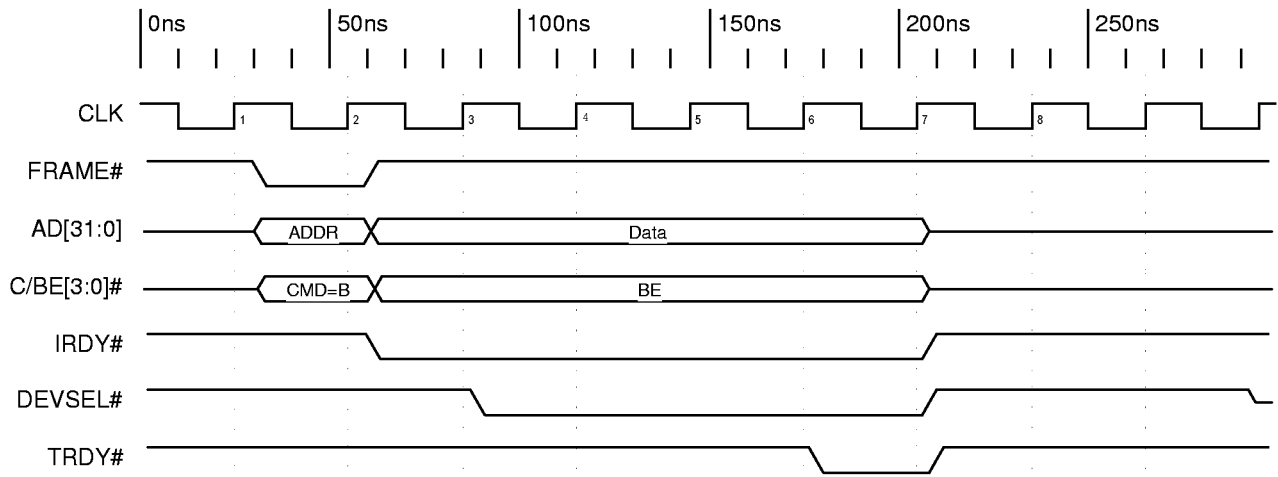 0ns 50ns 100ns 150ns 200ns 250ns
CLK 1 2 3 4 5 6 7 8
FRAME#
AD[31:0] ADDR Data
C/BE[3:0]# CMD=B BE
IRDY#
DEVSEL#
TRDY#